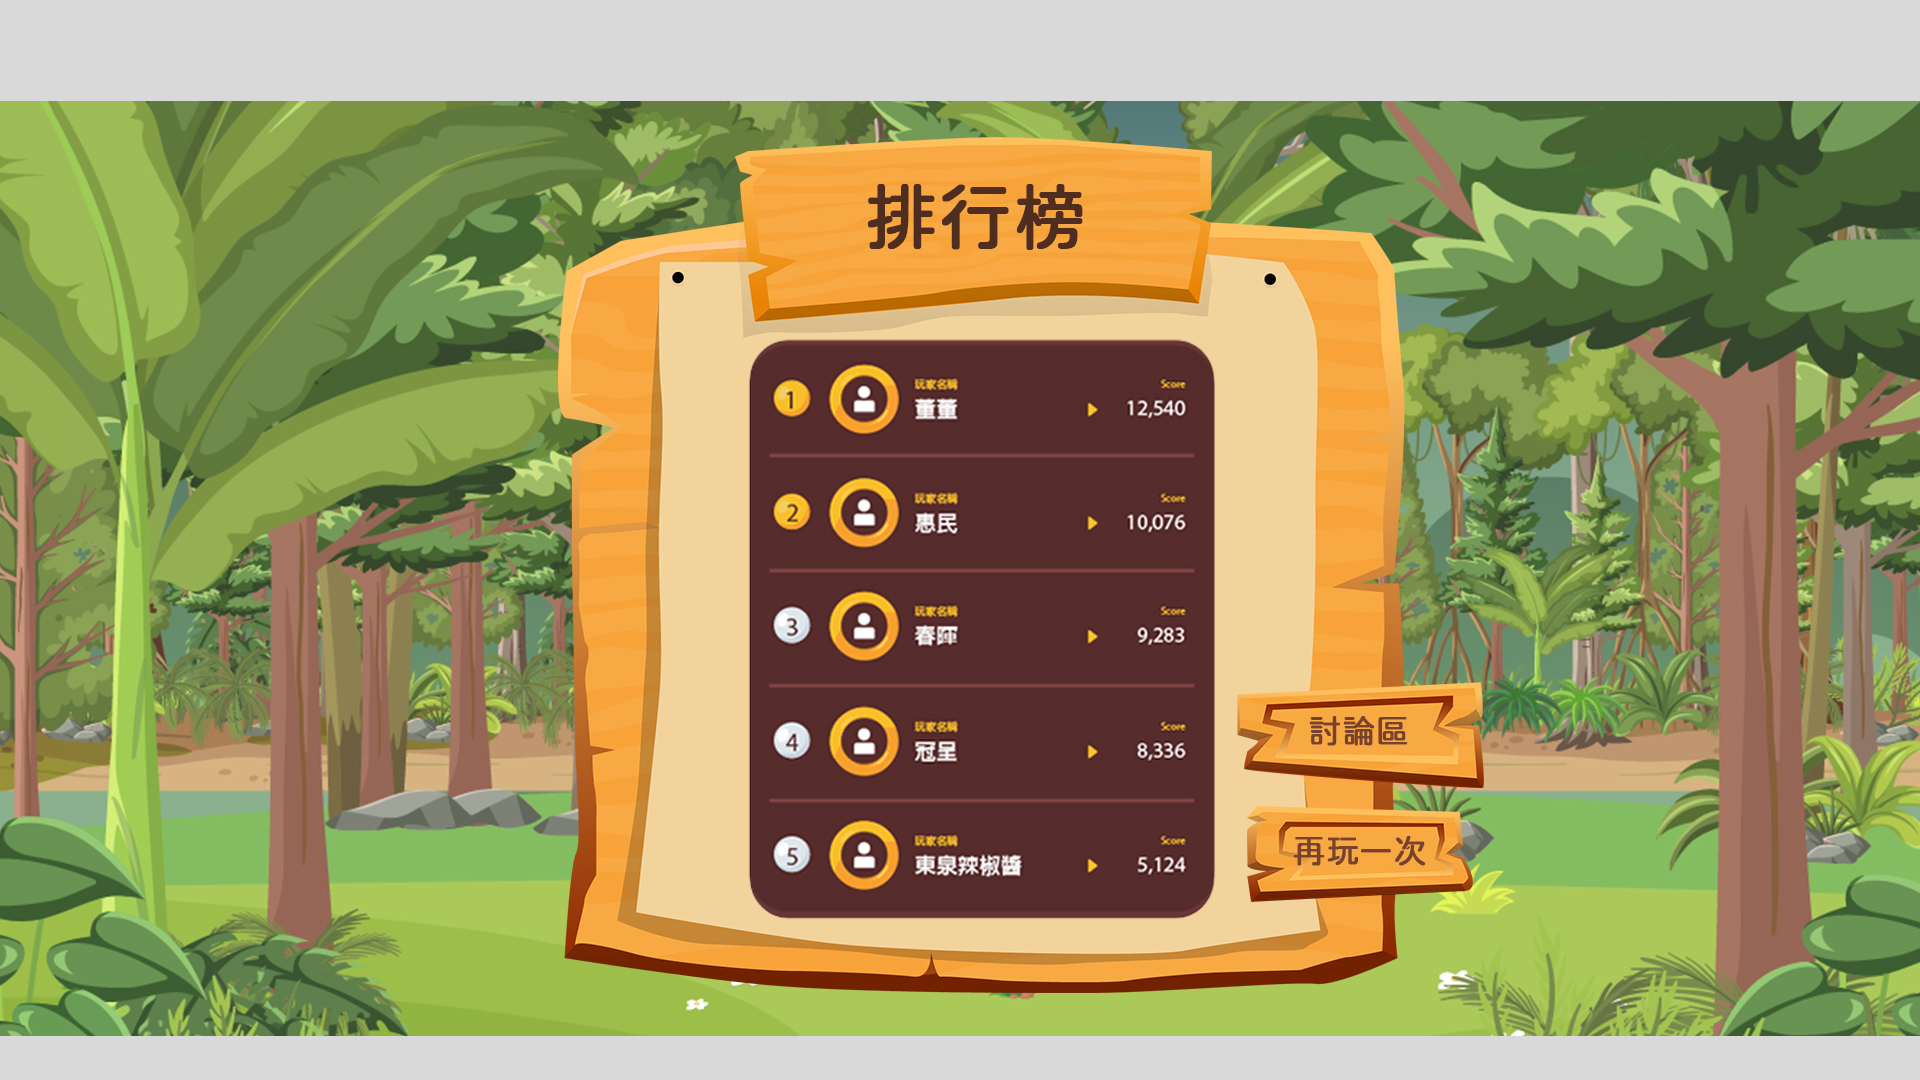 排行榜
1
玩家名稱
董董
Score
12,540
2
玩家名稱
惠民
Score
10,076
3
玩家名稱
春暉
Score
9,283
4
玩家名稱
冠呈
Score
8,336
5
玩家名稱
東泉辣椒醬
Score
5,124
討論區
再玩一次